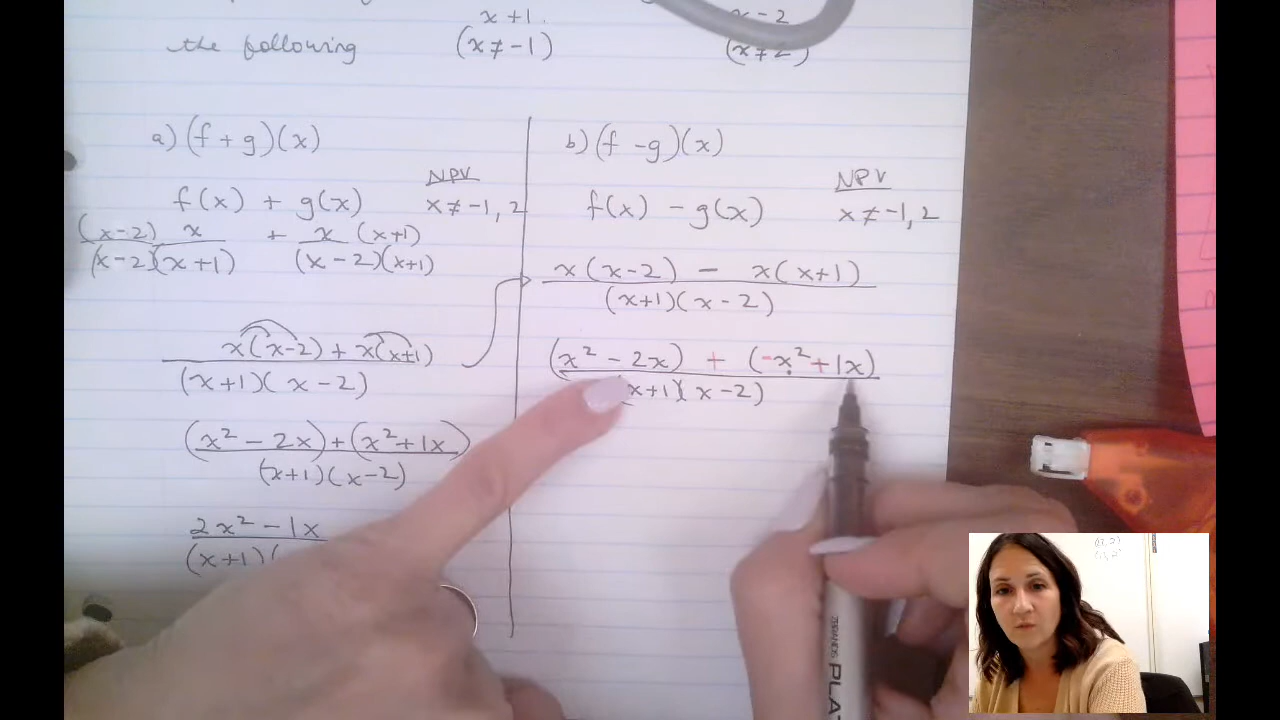 x + 1
x - 2
the following
(x ≠ -1)
(x ≠ 2)
a) (f + g)(x)
f(x) + g(x)
NPV
x ≠ -1, 2
(x-2) x + x (x+1)
(x-2)(x+1) (x-2)(x+1)
x(x-2) + x(x+1)
(x+1)(x-2)
(x² - 2x) + (x² + 1x)
(x+1)(x-2)
2x² - 1x
(x+1)(
b) (f - g)(x)
NPV
f(x) - g(x)
x ≠ -1, 2
x(x-2) - x(x+1)
(x+1)(x-2)
(x² - 2x) + (-x² + 1x)
x+1)(x-2)